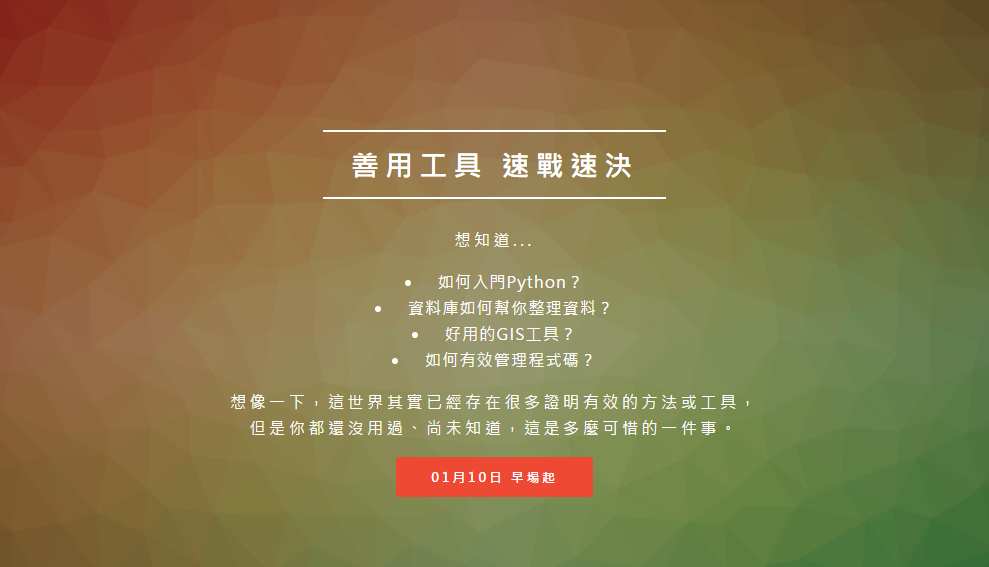 善用工具 速戰速決
想知道...
• 如何入門Python？
• 資料庫如何幫你整理資料？
• 好用的GIS工具？
• 如何有效管理程式碼？
想像一下，這世界其實已經存在很多證明有效的方法或工具，
但是你都還沒用過、尚未知道，這是多麼可惜的一件事。
01月10日 早場起